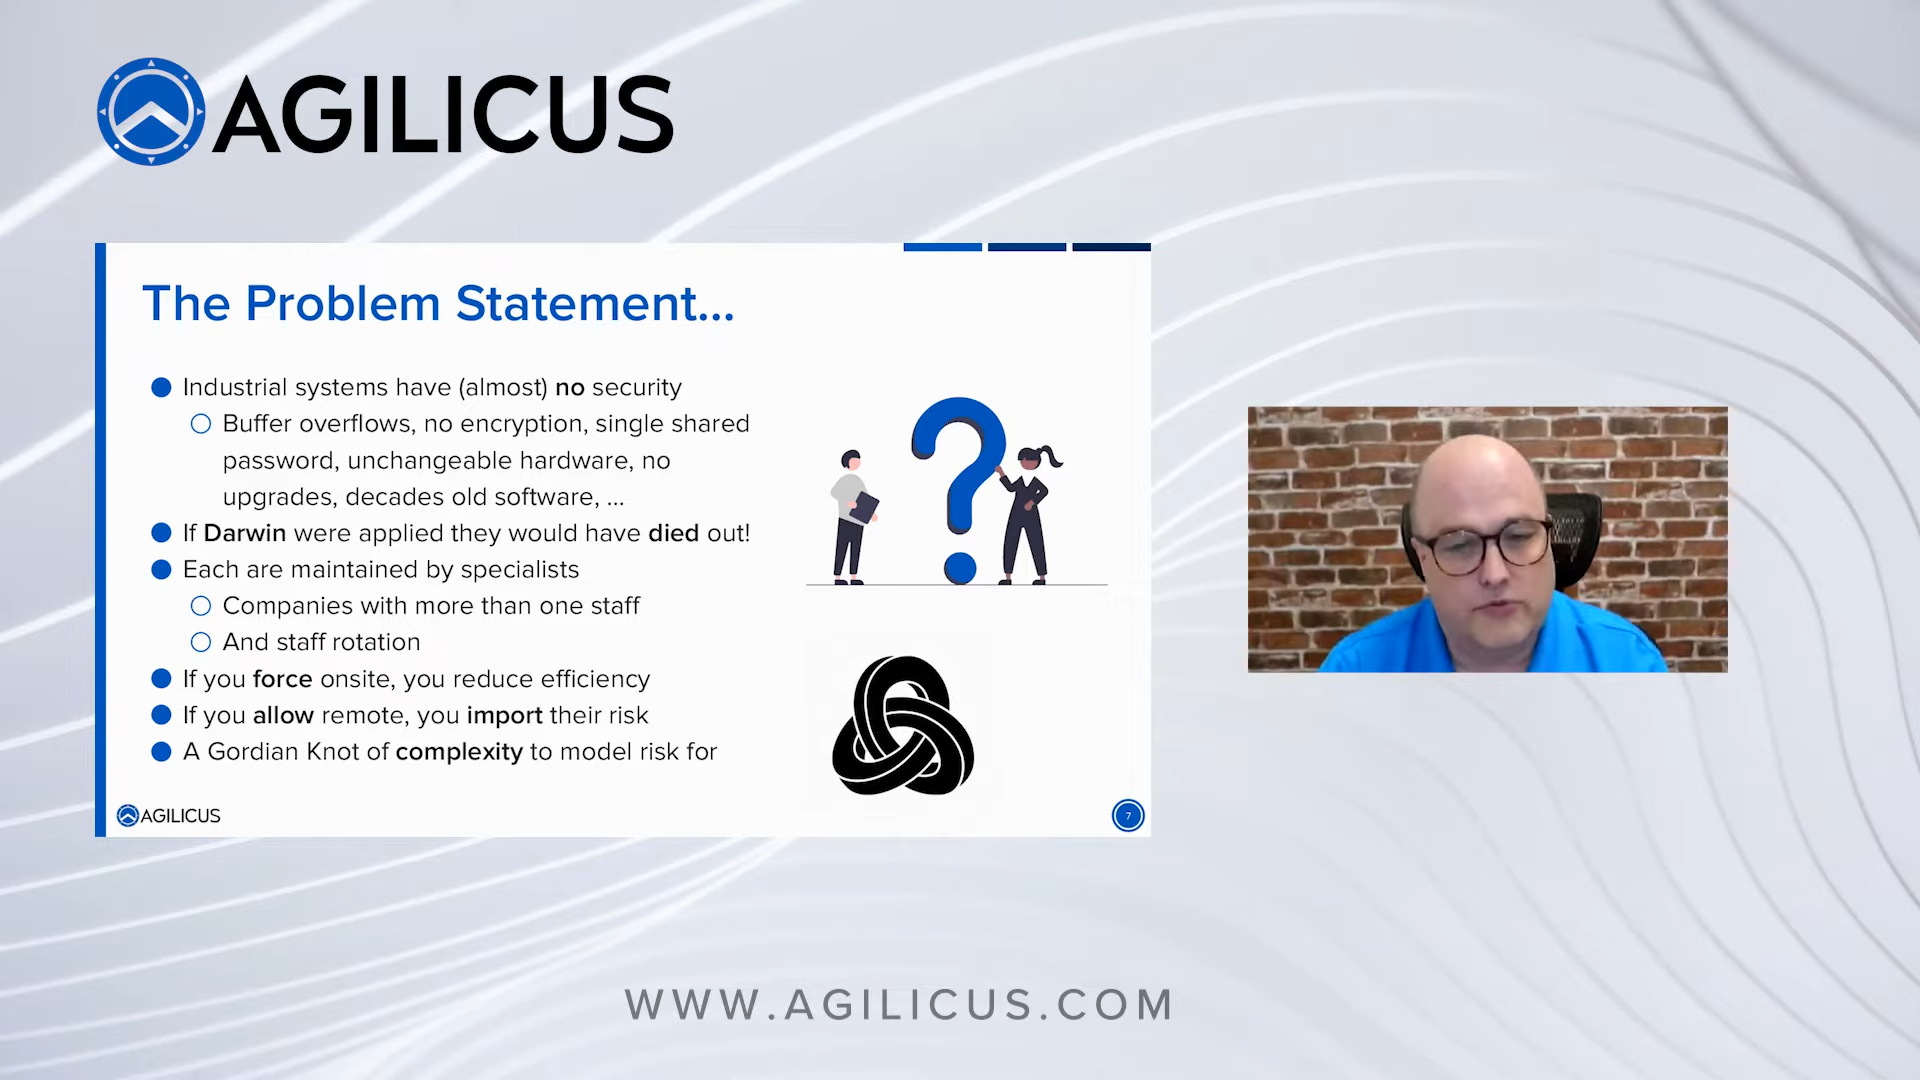 AGILICUS
The Problem Statement...
Industrial systems have (almost) no security
Buffer overflows, no encryption, single shared
password, unchangeable hardware, no
upgrades, decades old software, ...
If Darwin were applied they would have died out!
Each are maintained by specialists
Companies with more than one staff
And staff rotation
If you force onsite, you reduce efficiency
If you allow remote, you import their risk
A Gordian Knot of complexity to model risk for
AGILICUS
7
WWW.AGILICUS.COM